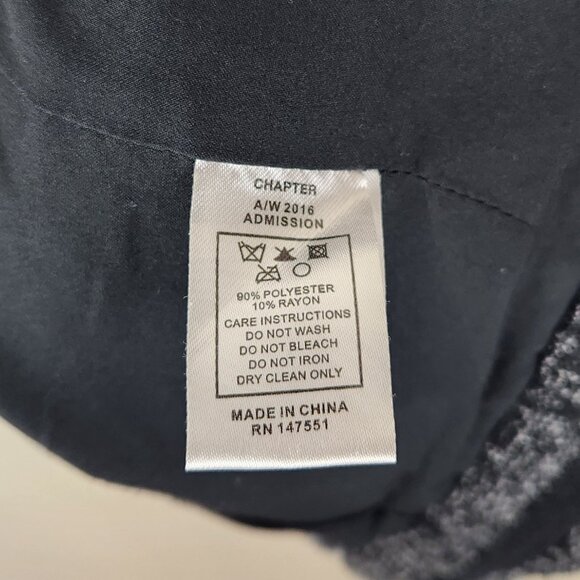 CHAPTER
A/W 2016
ADMISSION
90% POLYESTER
10% RAYON
CARE INSTRUCTIONS
DO NOT WASH
DO NOT BLEACH
DO NOT IRON
DRY CLEAN ONLY
MADE IN CHINA
RN 147551